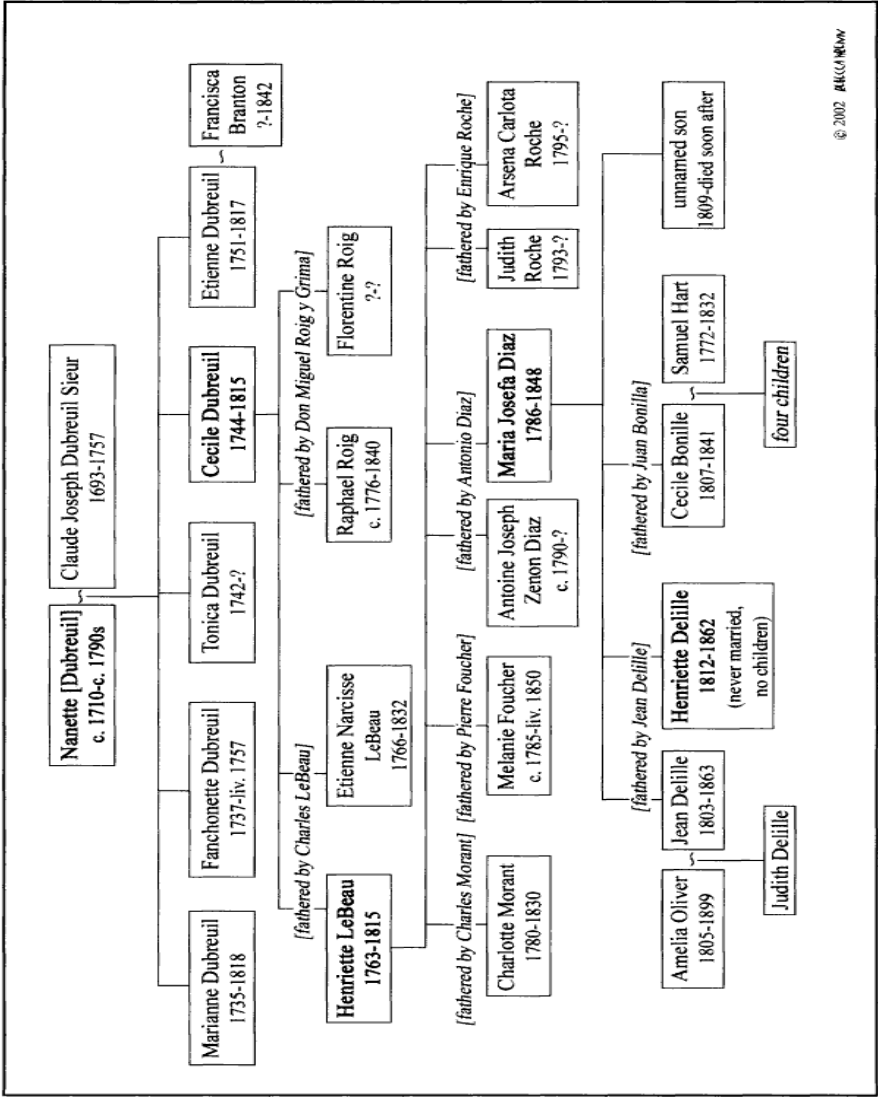 Nanette [Dubreuil]
c. 1710-c. 1790s
Claude Joseph Dubreuil Sieur
1693-1757
Marianne Dubreuil
1735-1818
Fanchonette Dubreuil
1737-liv. 1757
Tonica Dubreuil
1742-?
Cecile Dubreuil
1744-1815
Etienne Dubreuil
1751-1817
Francisca
Branton
?-1842
[fathered by Charles LeBeau]
[fathered by Don Miguel Roig y Grima]
Henriette LeBeau
1763-1815
Etienne Narcisse
LeBeau
1766-1832
Raphael Roig
c. 1776-1840
Florentine Roig
?-?
[fathered by Charles Morant]
[fathered by Pierre Foucher]
[fathered by Antonio Diaz]
[fathered by Enrique Roche]
Charlotte Morant
1780-1830
Melanie Foucher
c. 1785-liv. 1850
Antoine Joseph
Zenon Diaz
c. 1790-?
Maria Josefa Diaz
1786-1848
Judith
Roche
1793-?
Arsena Carlota
Roche
1795-?
[fathered by Jean Delille]
[fathered by Juan Bonilla]
Amelia Oliver
1805-1899
Jean Delille
1803-1863
Henriette Delille
1812-1862
(never married,
no children)
Cecile Bonille
1807-1841
Samuel Hart
1772-1832
unnamed son
1809-died soon after
Judith Delille
four children
© 2002